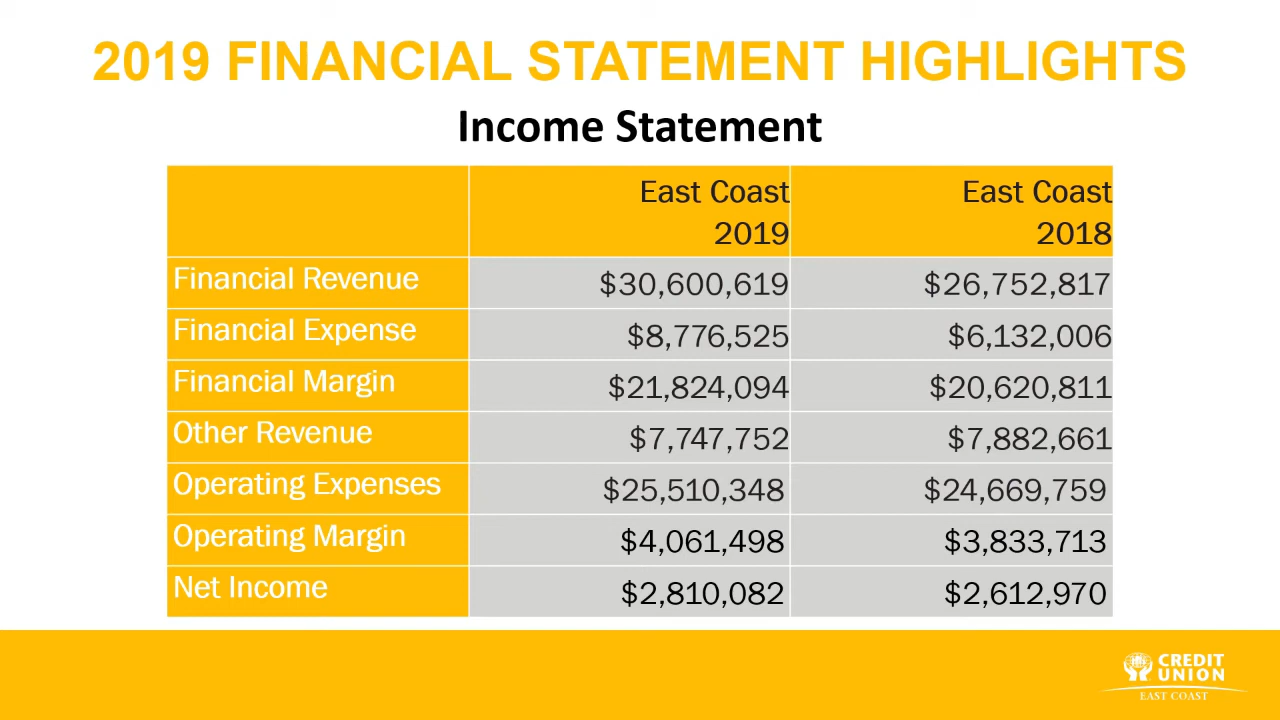 2019 FINANCIAL STATEMENT HIGHLIGHTS
Income Statement
East Coast 2019 East Coast 2018
Financial Revenue $30,600,619 $26,752,817
Financial Expense $8,776,525 $6,132,006
Financial Margin $21,824,094 $20,620,811
Other Revenue $7,747,752 $7,882,661
Operating Expenses $25,510,348 $24,669,759
Operating Margin $4,061,498 $3,833,713
Net Income $2,810,082 $2,612,970
CREDIT
UNION
EAST COAST